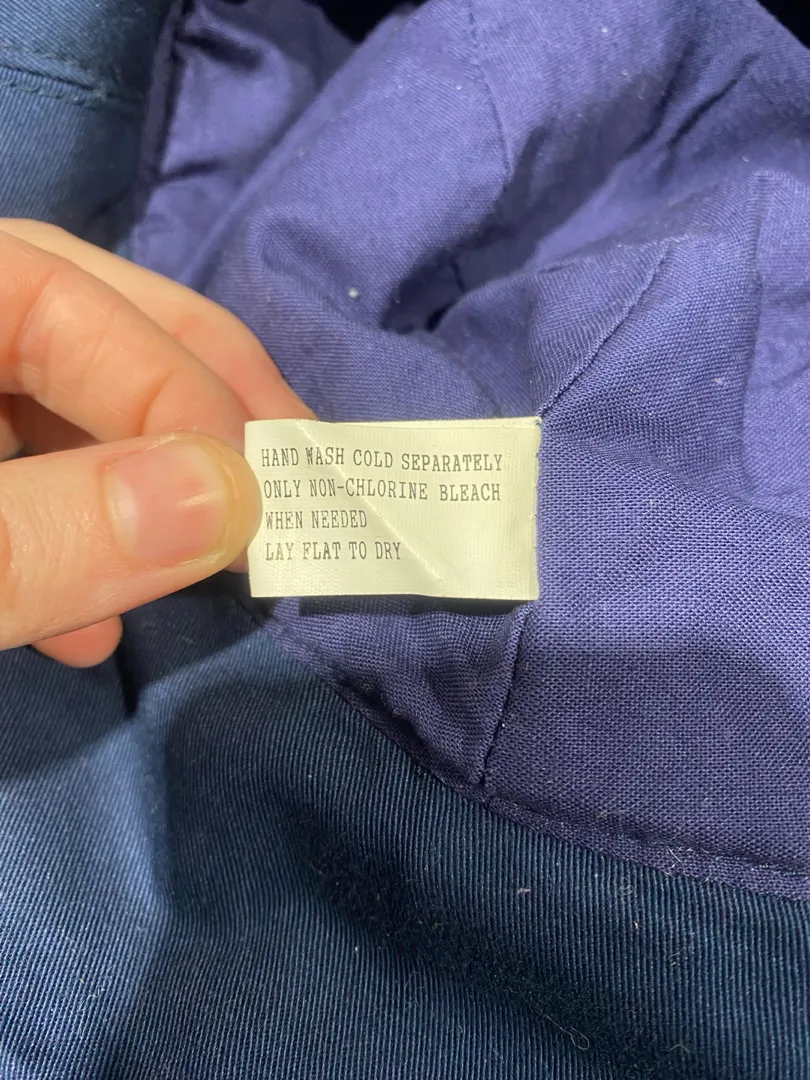 HAND WASH COLD SEPARATELY
ONLY NON-CHLORINE BLEACH
WHEN NEEDED
LAY FLAT TO DRY